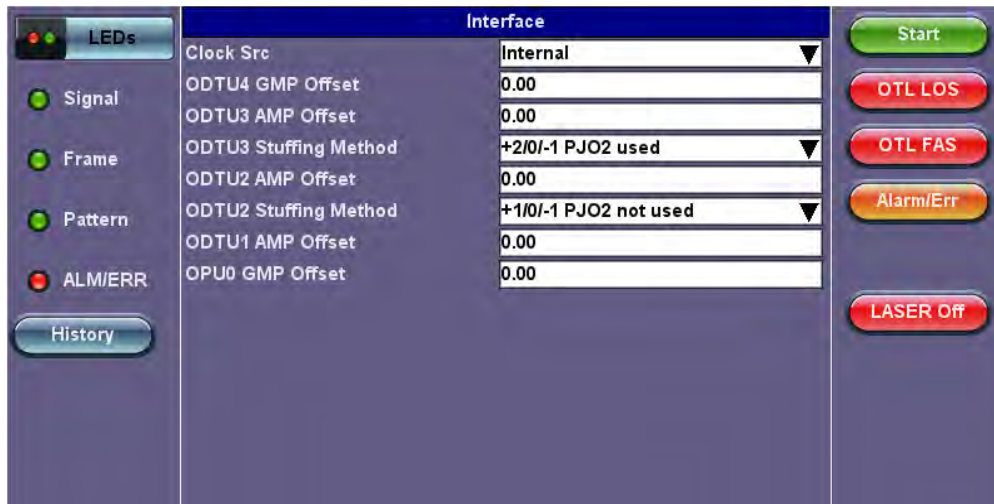 LEDs
Signal
Frame
Pattern
ALM/ERR
History
Interface
Clock Src Internal
ODTU4 GMP Offset 0.00
ODTU3 AMP Offset 0.00
ODTU3 Stuffing Method +2/0/-1 PJO2 used
ODTU2 AMP Offset 0.00
ODTU2 Stuffing Method +1/0/-1 PJO2 not used
ODTU1 AMP Offset 0.00
OPU0 GMP Offset 0.00
Start
OTL LOS
OTL FAS
Alarm/Err
LASER Off